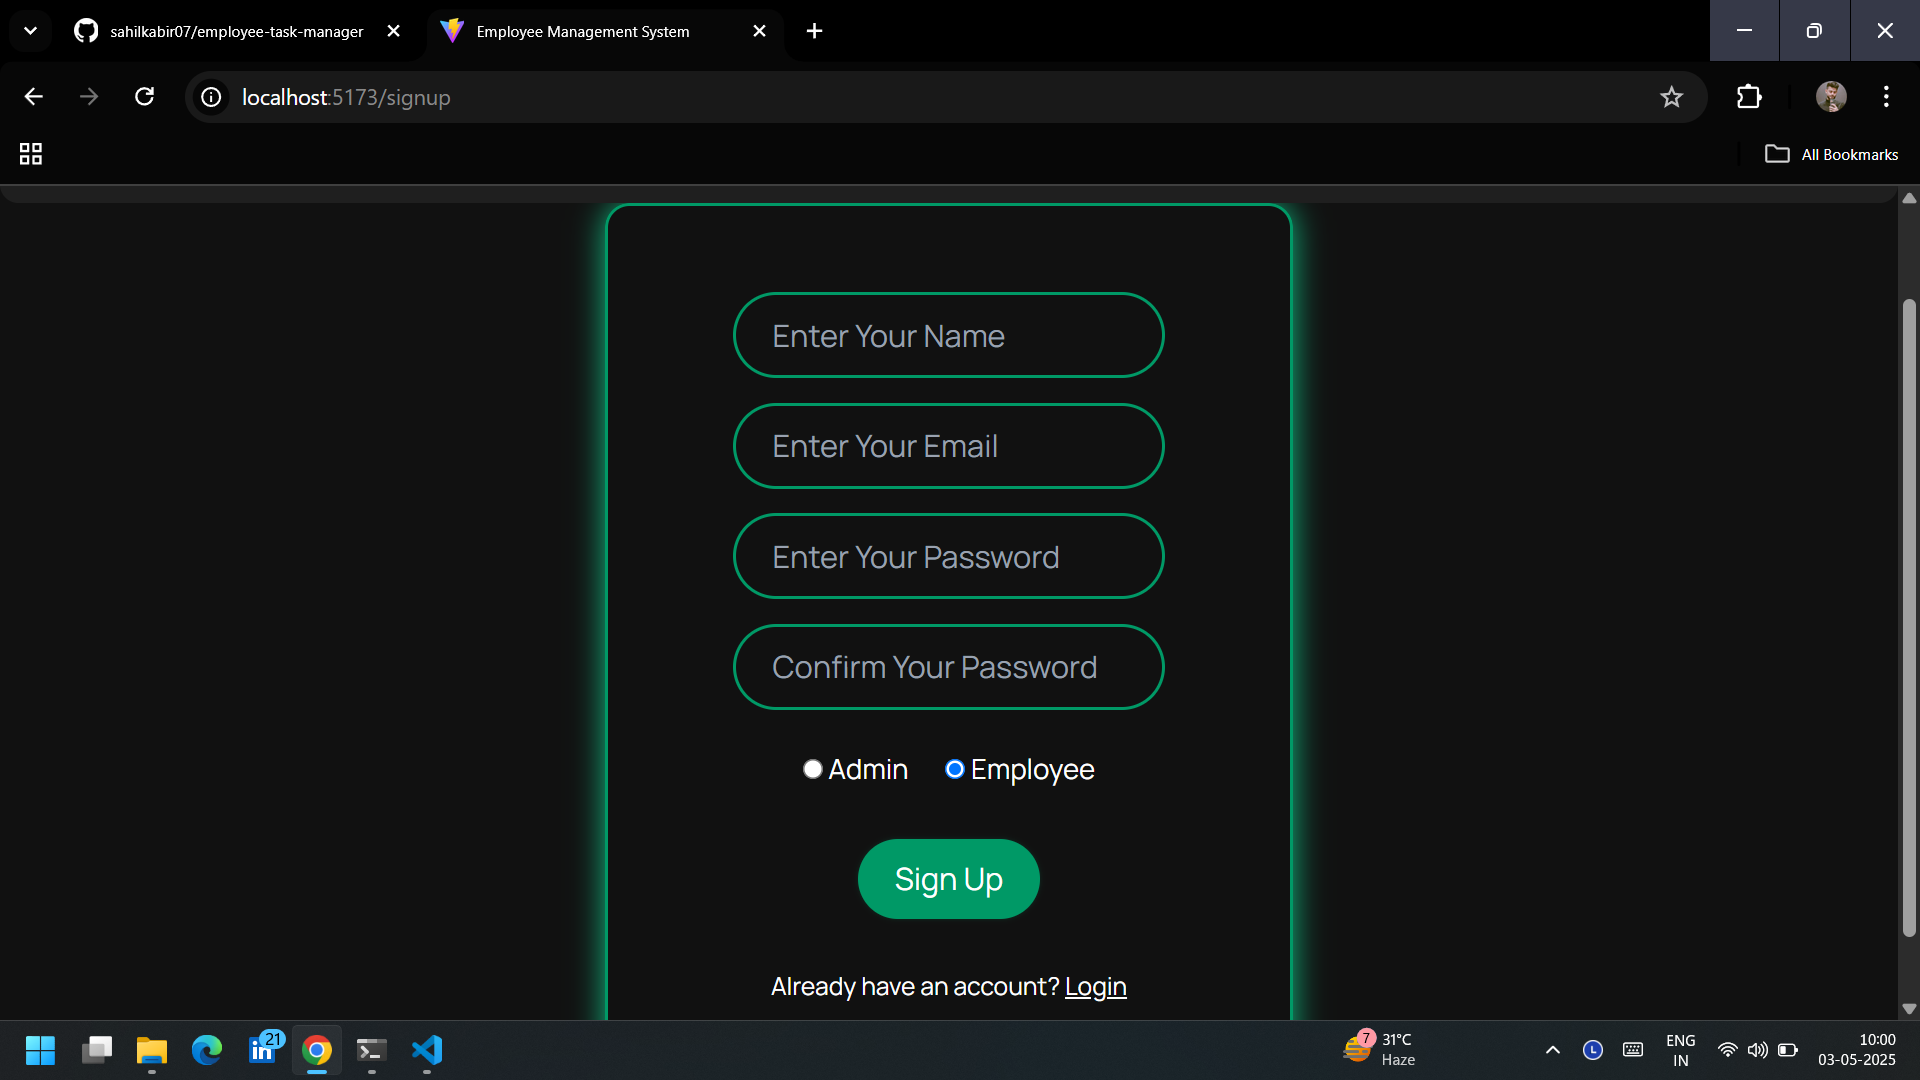 sahilkabir07/employee-task-manager
Employee Management System
localhost:5173/signup
All Bookmarks
Enter Your Name
Enter Your Email
Enter Your Password
Confirm Your Password
Admin Employee
Sign Up
Already have an account? Login
21
in
7
31°C
Haze
L
ENG
IN
10:00
03-05-2025